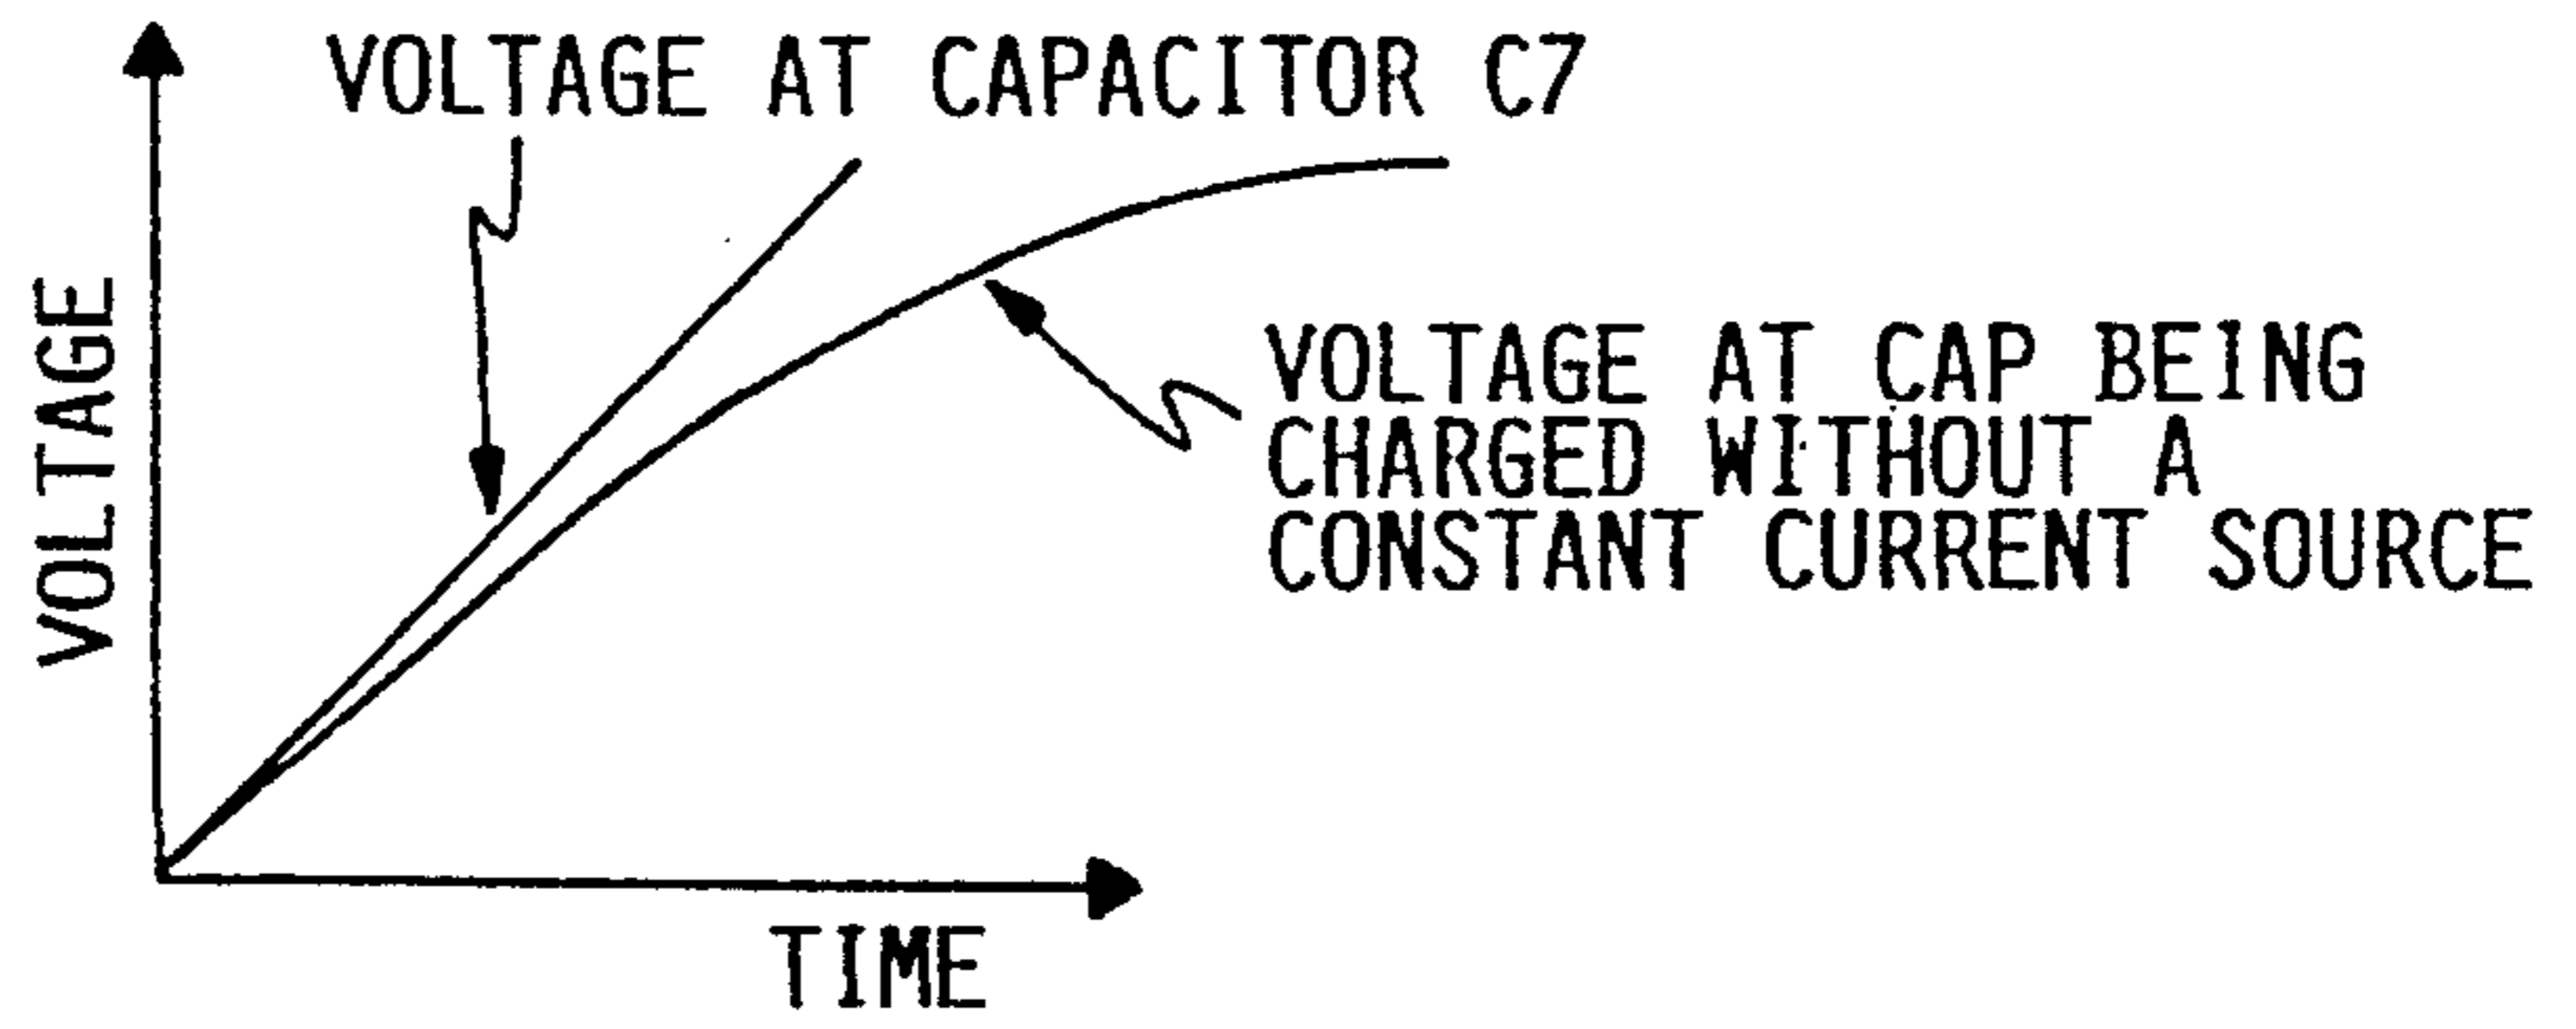 VOLTAGE AT CAPACITOR C7
VOLTAGE
VOLTAGE AT CAP BEING
CHARGED WITHOUT A
CONSTANT CURRENT SOURCE
TIME